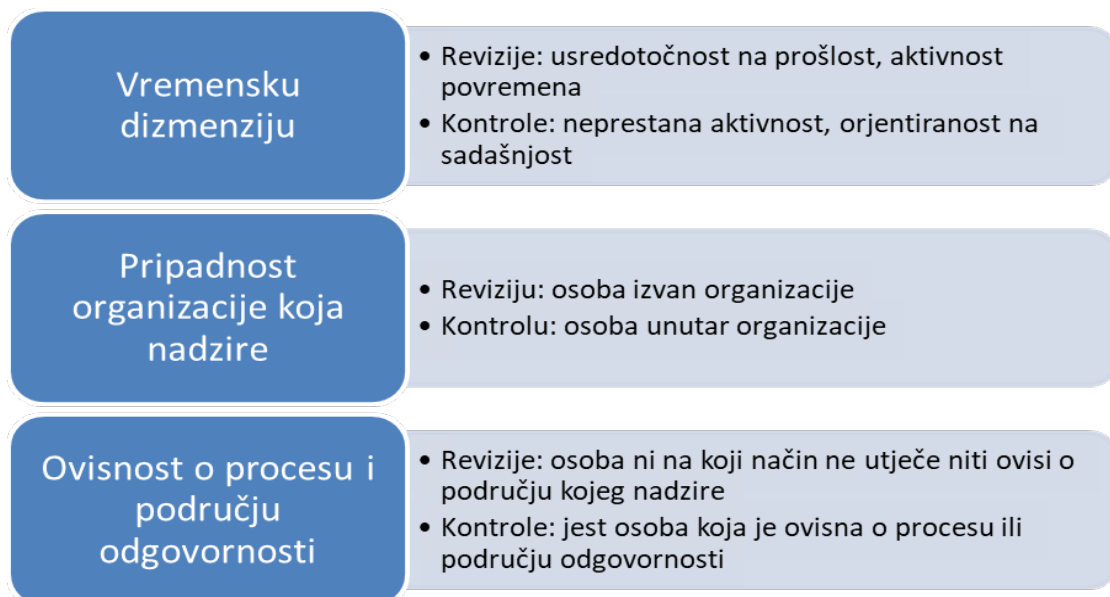 Vremensku
dizmenziju
• Revizije: usredotočnost na prošlost, aktivnost
povremena
• Kontrole: neprestana aktivnost, orjentiranost na
sadašnjost
Pripadnost
organizacije koja
nadzire
• Reviziju: osoba izvan organizacije
• Kontrolu: osoba unutar organizacije
Ovisnost o procesu i
području
odgovornosti
• Revizije: osoba ni na koji način ne utječe niti ovisi o
području kojeg nadzire
• Kontrole: jest osoba koja je ovisna o procesu ili
području odgovornosti